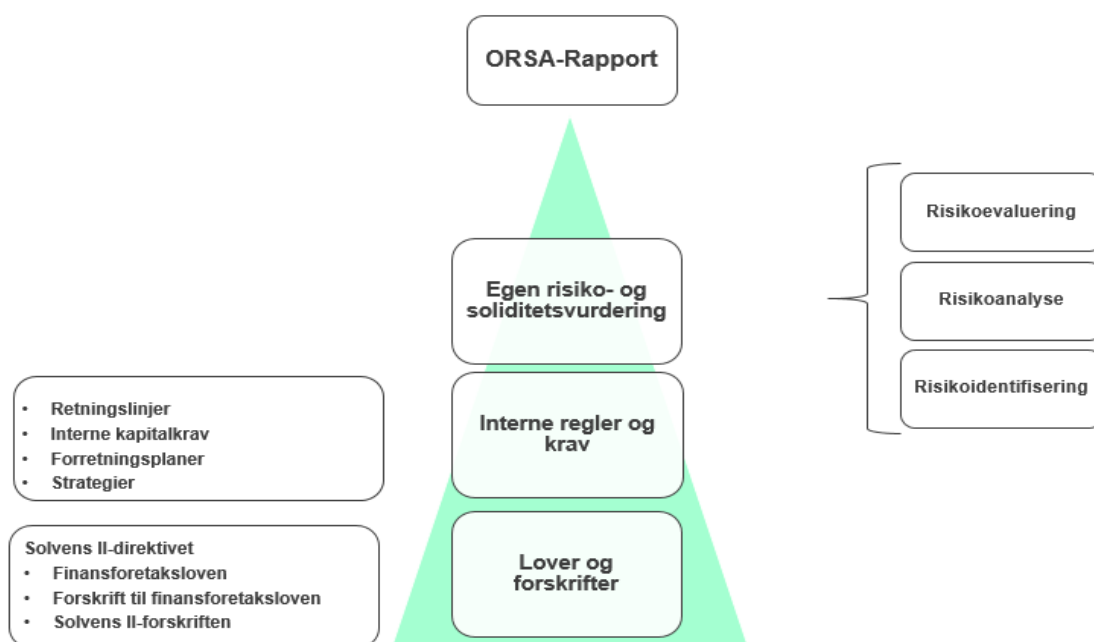 ORSA-Rapport
Egen risiko- og
soliditetsvurdering
Risikoevaluering
Risikoanalyse
Risikoidentifisering
Interne regler og
krav
• Retningslinjer
• Interne kapitalkrav
• Forretningsplaner
• Strategier
Lover og
forskrifter
Solvens II-direktivet
• Finansforetaksloven
• Forskrift til finansforetaksloven
• Solvens II-forskriften